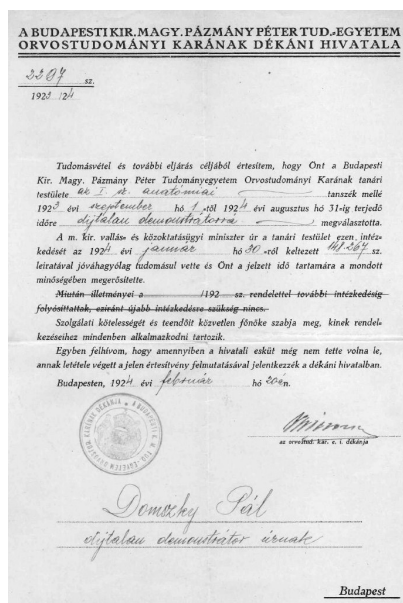 A BUDAPESTI KIR. MAGY. PÁZMÁNY PÉTER TUD.-EGYETEM
ORVOSTUDOMÁNYI KARÁNAK DÉKÁNI HIVATALA
2297 sz.
1923/24
Tudomásvétel és további eljárás céljából értesítem, hogy Önt a Budapesti
Kir. Magy. Pázmány Péter Tudományegyetem Orvostudományi Karának tanári
testülete az I. sz. anatómiai tanszék mellé
1923 évi szeptember hó 1-től 1924 évi augusztus hó 31-ig terjedő
időre díjtalan demonstrátorrá megválasztotta.
A m. kir. vallás- és közoktatásügyi miniszter úr a tanári testület ezen intéz-
kedését az 1924 évi január hó 30-ról keltezett 148.267 sz.
leiratával jóváhagyólag tudomásul vette és Önt a jelzett idő tartamára a mondott
minőségében megerősítette.
Miután illetményei a /192 sz. rendelettel további intézkedésig
folyósíttattak, eziránt újabb intézkedésre szükség nincs.
Szolgálati kötelességét és teendőit közvetlen főnöke szabja meg, kinek rendel-
kezéseihez mindenben alkalmazkodni tartozik.
Egyben felhívom, hogy amennyiben a hivatali esküt még nem tette volna le,
annak letétele végett a jelen értesítvény felmutatásával jelentkezzék a dékáni hivatalban.
Budapesten, 1924 évi február hó 20-án.
az orvostud. kar. e. i. dékánja
Domszky Pál
díjtalan demonstrátor úrnak
Budapest